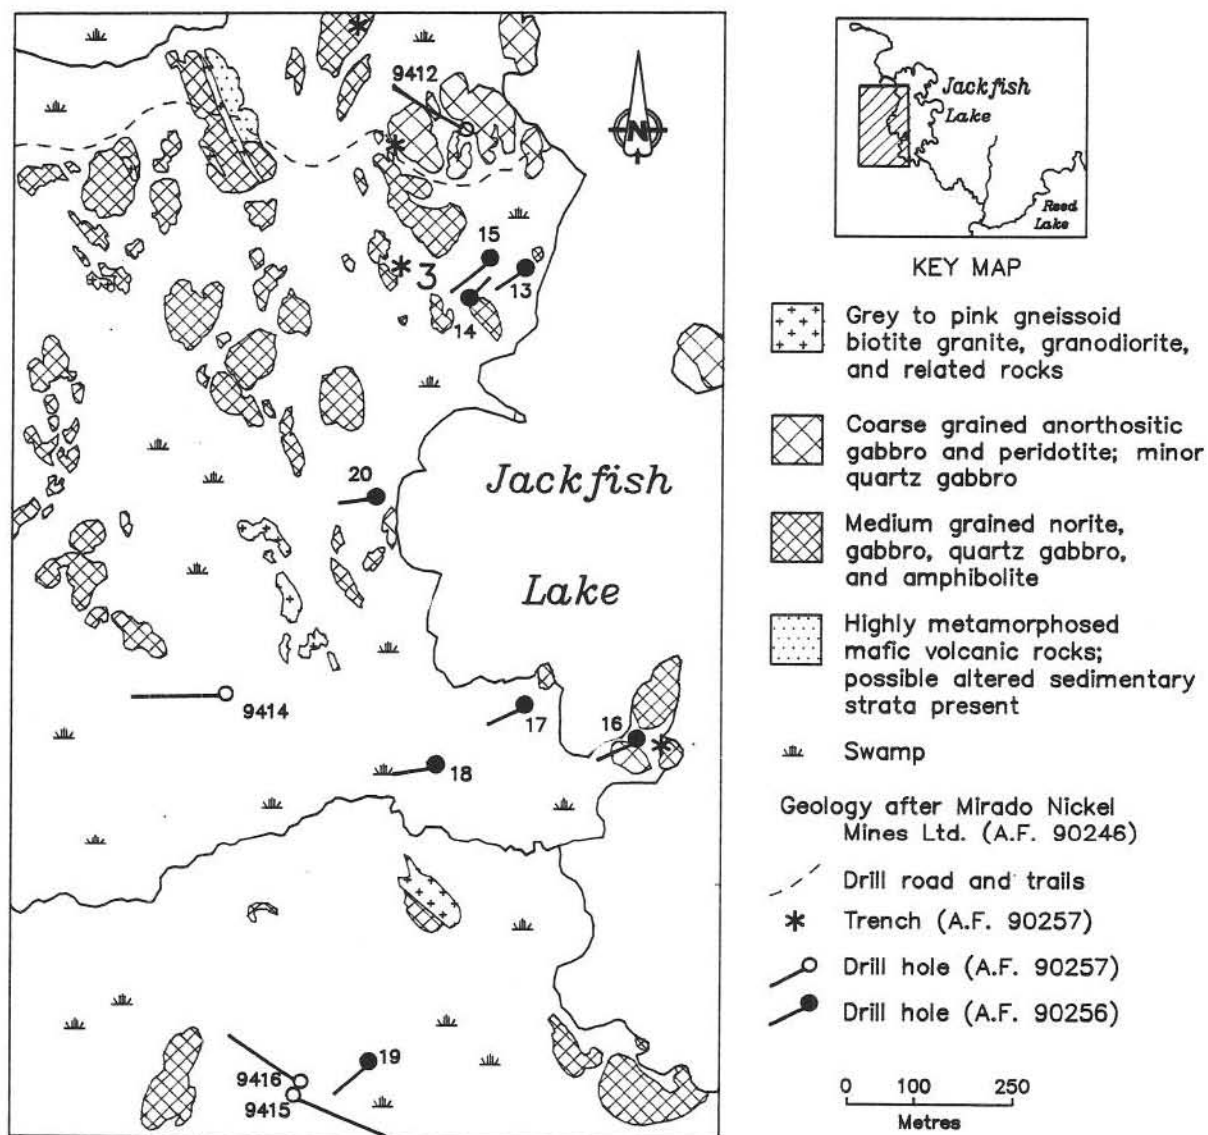 9412
N
15
3
13
14
20
Jackfish
Lake
9414
17
16
18
19
9416
9415
Jackfish
Lake
Reed
Lake
KEY MAP
Grey to pink gneissoid
biotite granite, granodiorite,
and related rocks
Coarse grained anorthositic
gabbro and peridotite; minor
quartz gabbro
Medium grained norite,
gabbro, quartz gabbro,
and amphibolite
Highly metamorphosed
mafic volcanic rocks;
possible altered sedimentary
strata present
Swamp
Geology after Mirado Nickel
Mines Ltd. (A.F. 90246)
Drill road and trails
Trench (A.F. 90257)
Drill hole (A.F. 90257)
Drill hole (A.F. 90256)
0 100 250
Metres